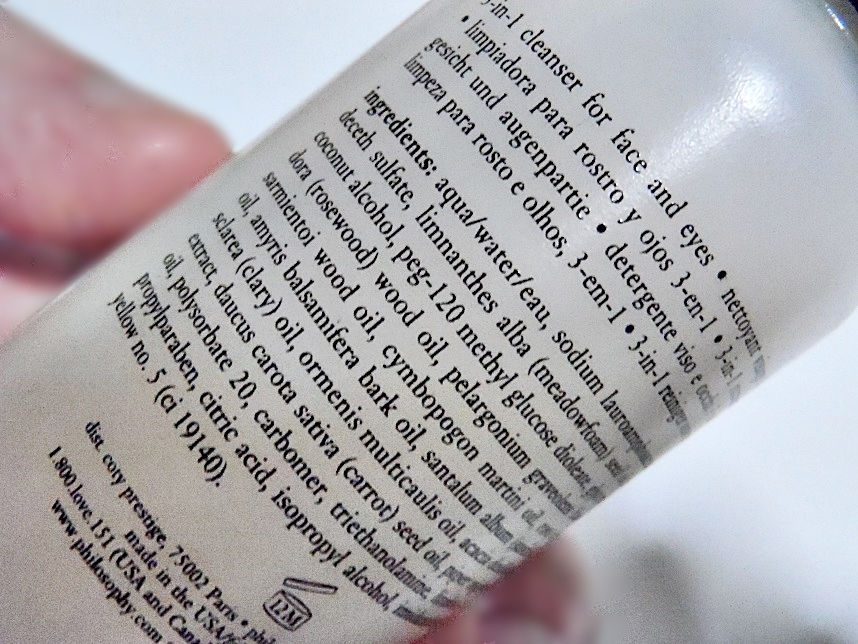 -in-1 cleanser for face and eyes • nettoyant
• limpiadora para rostro y ojos 3-en-1 • 3-in-1
gesicht und augenpartie • detergente viso e
limpeza para rosto e olhos, 3-em-1 • 3-in-1
ingredients: aqua/water/eau, sodium
deceth sulfate, limnanthes alba (meadowfoam)
coconut alcohol, peg-120 methyl glucose
dora (rosewood) wood oil, pelargonium
sarmientoi wood oil, cymbopogon martini
oil, amyris balsamifera bark oil, santalum
sclarea (clary) oil, ormenis multicaulis oil,
extract, daucus carota sativa (carrot) seed oil,
oil, polysorbate 20, carbomer, triethanolamine,
propylparaben, citric acid, isopropyl alcohol,
yellow no. 5 (ci 19140).
dist. coty prestige, 75002 Paris •
made in the USA/
1.800.love.151 (USA and
www.philosophy.com
12M